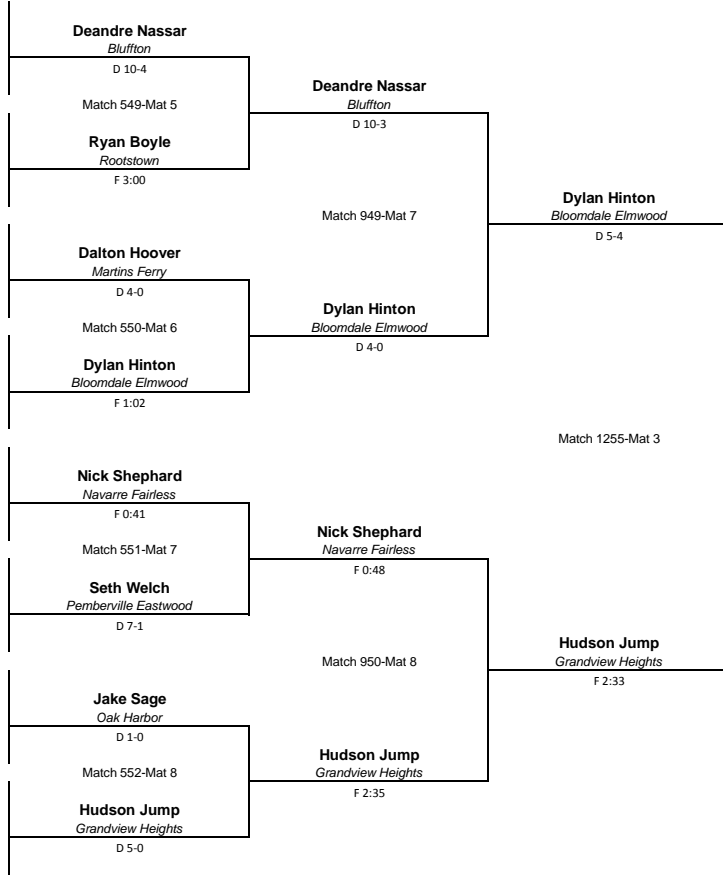 Deandre Nassar
Bluffton
D 10-4
Match 549-Mat 5
Ryan Boyle
Rootstown
F 3:00
Dalton Hoover
Martins Ferry
D 4-0
Match 550-Mat 6
Dylan Hinton
Bloomdale Elmwood
F 1:02
Nick Shephard
Navarre Fairless
F 0:41
Match 551-Mat 7
Seth Welch
Pemberville Eastwood
D 7-1
Jake Sage
Oak Harbor
D 1-0
Match 552-Mat 8
Hudson Jump
Grandview Heights
D 5-0
Deandre Nassar
Bluffton
D 10-3
Match 949-Mat 7
Dylan Hinton
Bloomdale Elmwood
D 4-0
Nick Shephard
Navarre Fairless
F 0:48
Match 950-Mat 8
Hudson Jump
Grandview Heights
F 2:35
Dylan Hinton
Bloomdale Elmwood
D 5-4
Match 1255-Mat 3
Hudson Jump
Grandview Heights
F 2:33